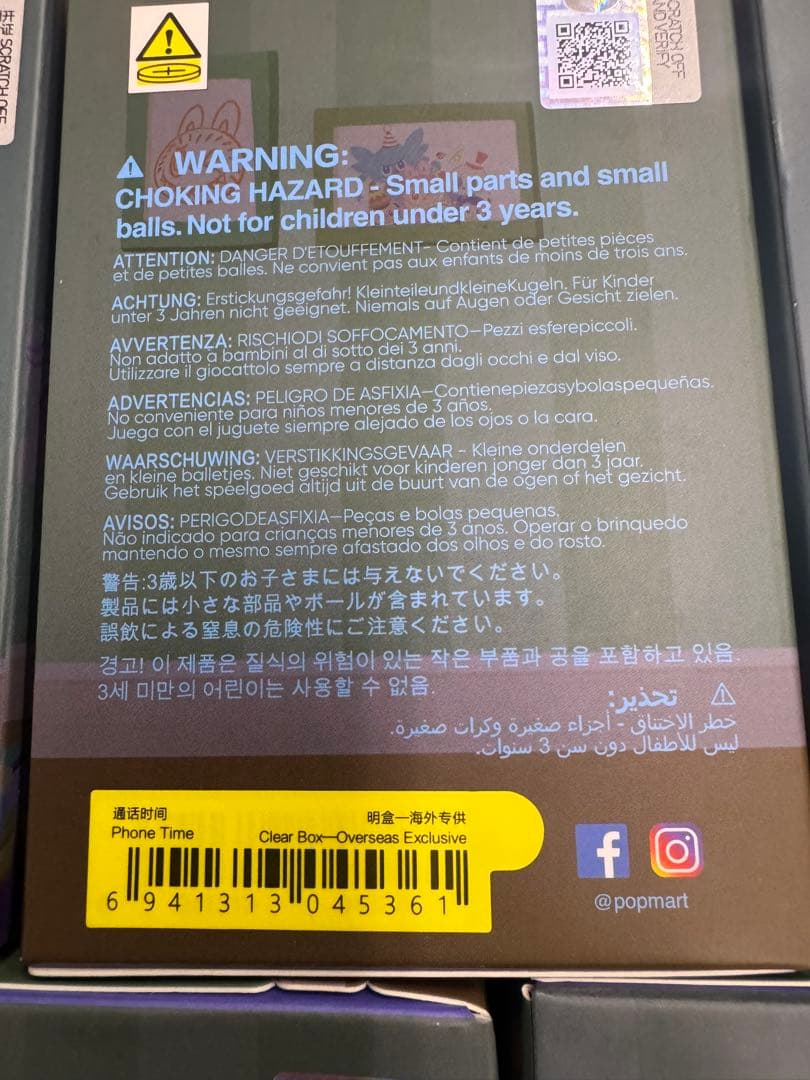 SCRATCH OFF
SCRATCH OFF
AND VERIFY
WARNING:
CHOKING HAZARD - Small parts and small
balls. Not for children under 3 years.
ATTENTION: DANGER D'ETOUFFEMENT- Contient de petites pièces
et de petites balles. Ne convient pas aux enfants de moins de trois ans.
ACHTUNG: Erstickungsgefahr! KleinteileundkleineKugeln. Für Kinder
unter 3 Jahren nicht geeignet. Niemals auf Augen oder Gesicht zielen.
AVVERTENZA: RISCHIODI SOFFOCAMENTO—Pezzi esferepiccoli.
Non adatto a bambini al di sotto dei 3 anni.
Utilizzare il giocattolo sempre a distanza dagli occhi e dal viso.
ADVERTENCIAS: PELIGRO DE ASFIXIA—Contienepiezasybolaspequeñas.
No conveniente para niños menores de 3 años.
Juega con el juguete siempre alejado de los ojos o la cara.
WAARSCHUWING: VERSTIKKINGSGEVAAR - Kleine onderdelen
en kleine balletjes. Niet geschikt voor kinderen jonger dan 3 jaar.
Gebruik het speelgoed altijd uit de buurt van de ogen of het gezicht.
AVISOS: PERIGODEASFIXIA—Peças e bolas pequenas.
Não indicado para crianças menores de 3 anos. Operar o brinquedo
mantendo o mesmo sempre afastado dos olhos e do rosto.
警告:3歳以下のお子さまには与えないでください。
製品には小さな部品やボールが含まれています。
誤飲による窒息の危険性にご注意ください。
경고! 이 제품은 질식의 위험이 있는 작은 부품과 공을 포함하고 있음.
3세 미만의 어린이는 사용할 수 없음.
تحذير:
خطر الاختناق - أجزاء صغيرة وكرات صغيرة.
ليس للأطفال دون سن 3 سنوات.
通话时间
明盒—海外专供
Phone Time
Clear Box—Overseas Exclusive
6 941313 045361
@popmart